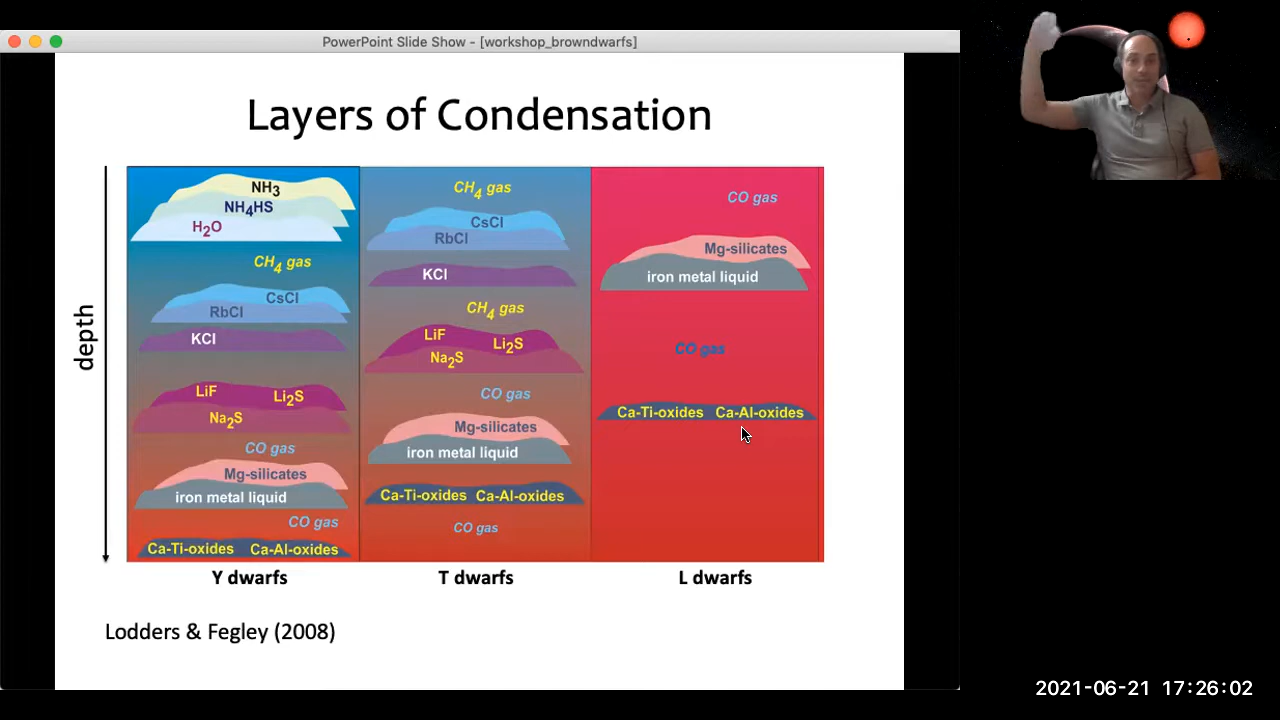 PowerPoint Slide Show - [workshop_browndwarfs]
Layers of Condensation
depth
NH3
NH4HS
H2O
CH4 gas
CsCl
RbCl
KCl
LiF
Li2S
Na2S
CO gas
Mg-silicates
iron metal liquid
CO gas
Ca-Ti-oxides Ca-Al-oxides
Y dwarfs
CH4 gas
CsCl
RbCl
KCl
CH4 gas
LiF
Li2S
Na2S
CO gas
Mg-silicates
iron metal liquid
Ca-Ti-oxides Ca-Al-oxides
CO gas
T dwarfs
CO gas
Mg-silicates
iron metal liquid
CO gas
Ca-Ti-oxides Ca-Al-oxides
L dwarfs
Lodders & Fegley (2008)
2021-06-21 17:26:02